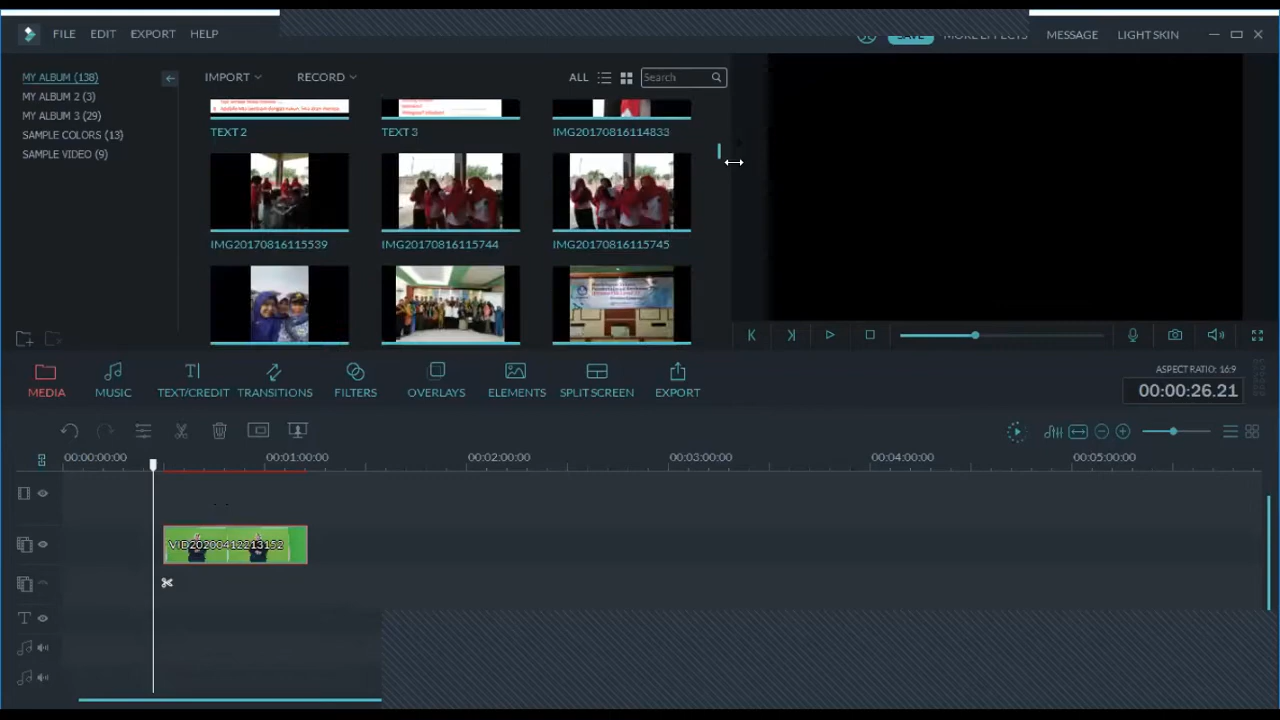 FILE EDIT EXPORT HELP SAVE MORE EFFECTS MESSAGE LIGHT SKIN
MY ALBUM (138)
MY ALBUM 2 (3)
MY ALBUM 3 (29)
SAMPLE COLORS (13)
SAMPLE VIDEO (9)
IMPORT RECORD ALL Search
TEXT 2 TEXT 3 IMG20170816114833
IMG20170816115539 IMG20170816115744 IMG20170816115745
MEDIA MUSIC TEXT/CREDIT TRANSITIONS FILTERS OVERLAYS ELEMENTS SPLIT SCREEN EXPORT
ASPECT RATIO: 16:9
00:00:26.21
00:00:00:00 00:01:00:00 00:02:00:00 00:03:00:00 00:04:00:00 00:05:00:00
VID20200412213152